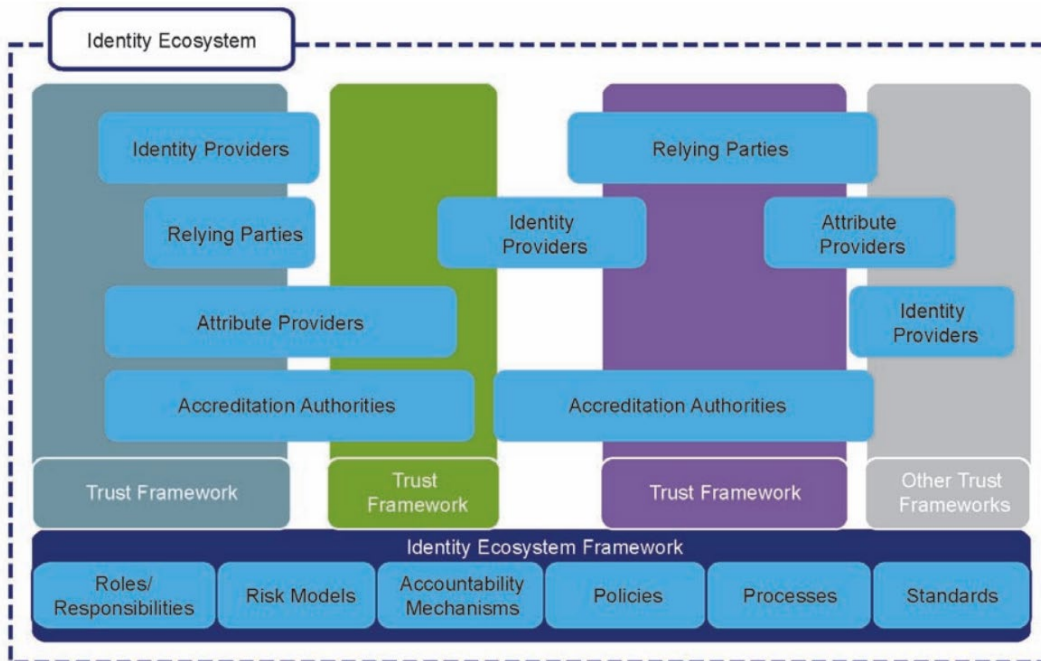 Identity Ecosystem
Identity Providers
Relying Parties
Relying Parties
Identity
Providers
Attribute
Providers
Attribute Providers
Identity
Providers
Accreditation Authorities
Accreditation Authorities
Trust Framework
Trust
Framework
Trust Framework
Other Trust
Frameworks
Identity Ecosystem Framework
Roles/
Responsibilities
Risk Models
Accountability
Mechanisms
Policies
Processes
Standards